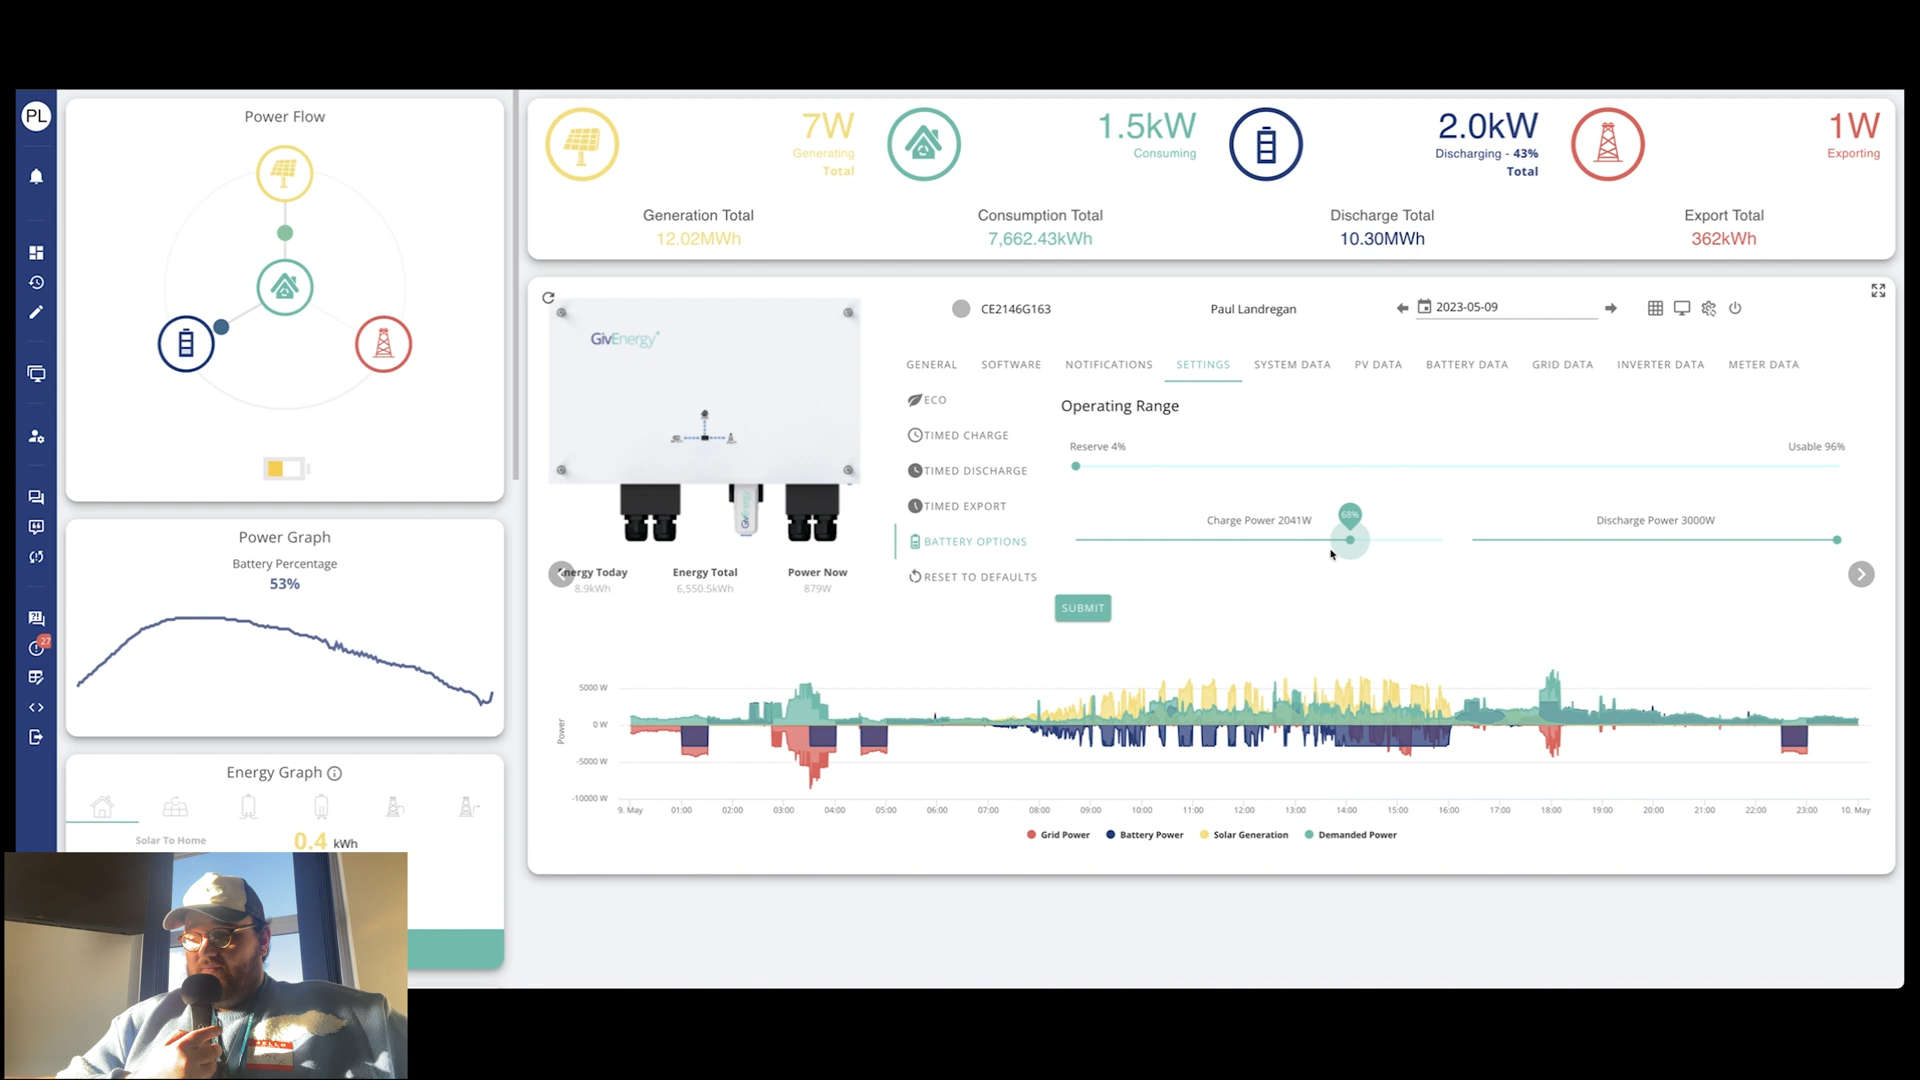 PL
27
Power Flow
Power Graph
Battery Percentage
53%
Energy Graph
Solar To Home
0.4 kWh
7W
Generating
Total
Generation Total
12.02MWh
1.5kW
Consuming
Consumption Total
7,662.43kWh
2.0kW
Discharging - 43%
Total
Discharge Total
10.30MWh
1W
Exporting
Export Total
362kWh
GivEnergy
GivEnergy
CE2146G163
Paul Landregan
2023-05-09
GENERAL
SOFTWARE
NOTIFICATIONS
SETTINGS
SYSTEM DATA
PV DATA
BATTERY DATA
GRID DATA
INVERTER DATA
METER DATA
ECO
TIMED CHARGE
TIMED DISCHARGE
TIMED EXPORT
BATTERY OPTIONS
RESET TO DEFAULTS
Operating Range
Reserve 4%
Usable 96%
Charge Power 2041W
68%
Discharge Power 3000W
SUBMIT
nergy Today
8.9kWh
Energy Total
6,550.5kWh
Power Now
879W
Power
5000 W
0 W
-5000 W
-10000 W
9. May
01:00
02:00
03:00
04:00
05:00
06:00
07:00
08:00
09:00
10:00
11:00
12:00
13:00
14:00
15:00
16:00
17:00
18:00
19:00
20:00
21:00
22:00
23:00
10. May
Grid Power
Battery Power
Solar Generation
Demanded Power